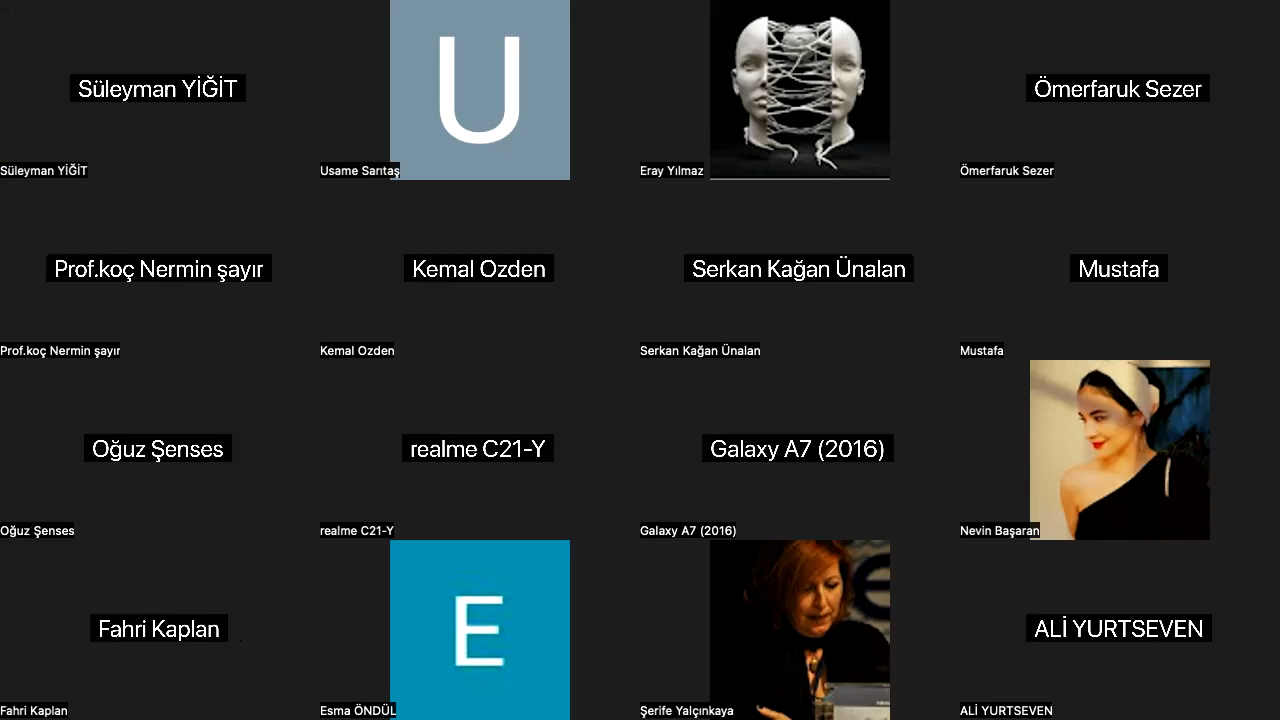 Süleyman YİĞİT
U
Ömerfaruk Sezer
Süleyman YİĞİT
Usame Sarıtaş
Eray Yılmaz
Ömerfaruk Sezer
Prof.koç Nermin şayır
Kemal Ozden
Serkan Kağan Ünalan
Mustafa
Prof.koç Nermin şayır
Kemal Ozden
Serkan Kağan Ünalan
Mustafa
Oğuz Şenses
realme C21-Y
Galaxy A7 (2016)
Oğuz Şenses
realme C21-Y
Galaxy A7 (2016)
Nevin Başaran
Fahri Kaplan
E
ALİ YURTSEVEN
Fahri Kaplan
Esma ÖNDÜL
Şerife Yalçınkaya
ALİ YURTSEVEN